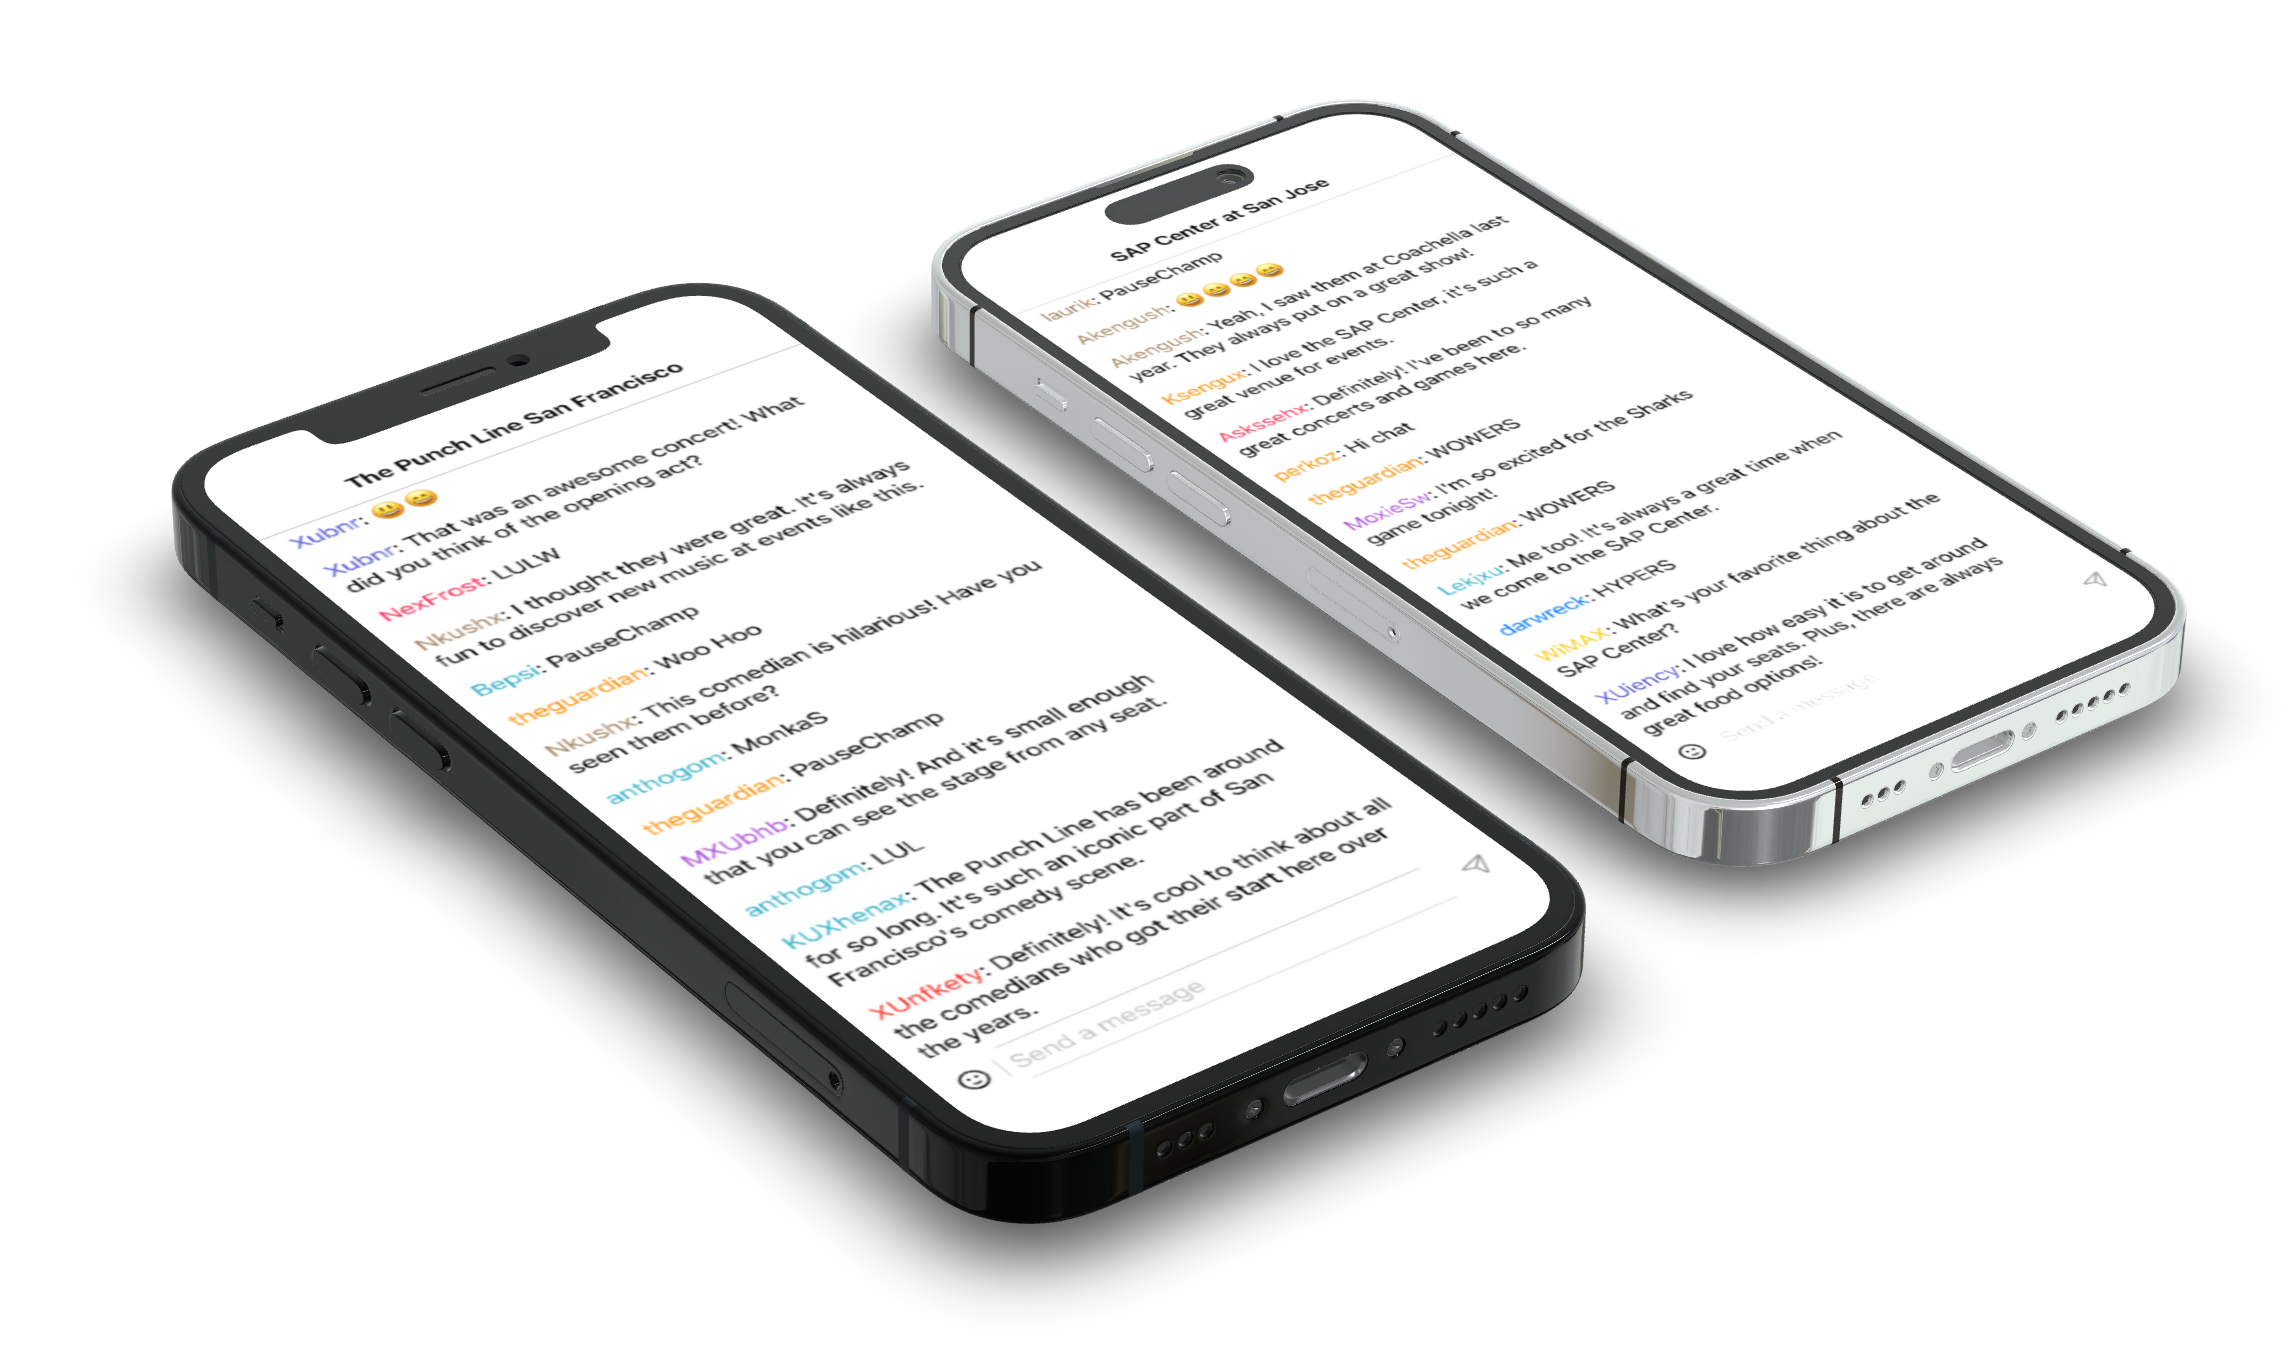 The Punch Line San Francisco
Xubnr: 😃😄
Xubnr: That was an awesome concert! What
did you think of the opening act?
NexFrost: LULW
Nkushx: I thought they were great. It's always
fun to discover new music at events like this.
Bepsi: PauseChamp
theguardian: Woo Hoo
Nkushx: This comedian is hilarious! Have you
seen them before?
anthogom: MonkaS
theguardian: PauseChamp
MXUbhb: Definitely! And it's small enough
that you can see the stage from any seat.
anthogom: LUL
KUXhenax: The Punch Line has been around
for so long. It's such an iconic part of San
Francisco's comedy scene.
XUnfkety: Definitely! It's cool to think about all
the comedians who got their start here over
the years.
Send a message
SAP Center at San Jose
laurik: PauseChamp
Akengush: 😃😄😄😄
Akengush: Yeah, I saw them at Coachella last
year. They always put on a great show!
Ksengux: I love the SAP Center, it's such a
great venue for events.
Askssehx: Definitely! I've been to so many
great concerts and games here.
perkoz: Hi chat
theguardian: WOWERS
MoxieSw: I'm so excited for the Sharks
game tonight!
theguardian: WOWERS
Lekjxu: Me too! It's always a great time when
we come to the SAP Center.
darwreck: HYPERS
WiMAX: What's your favorite thing about the
SAP Center?
XUiency: I love how easy it is to get around
and find your seats. Plus, there are always
great food options!
Send a message